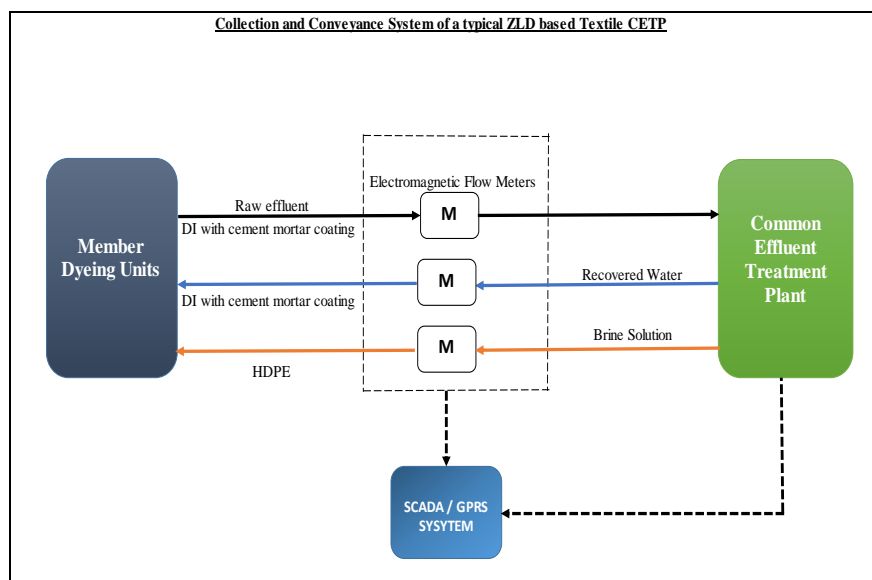 Collection and Conveyance System of a typical ZLD based Textile CETP
Electromagnetic Flow Meters
Raw effluent
M
DI with cement mortar coating
Member
Dyeing Units
Common
Effluent
Treatment
Plant
M
Recovered Water
DI with cement mortar coating
M
Brine Solution
HDPE
SCADA / GPRS
SYSYTEM